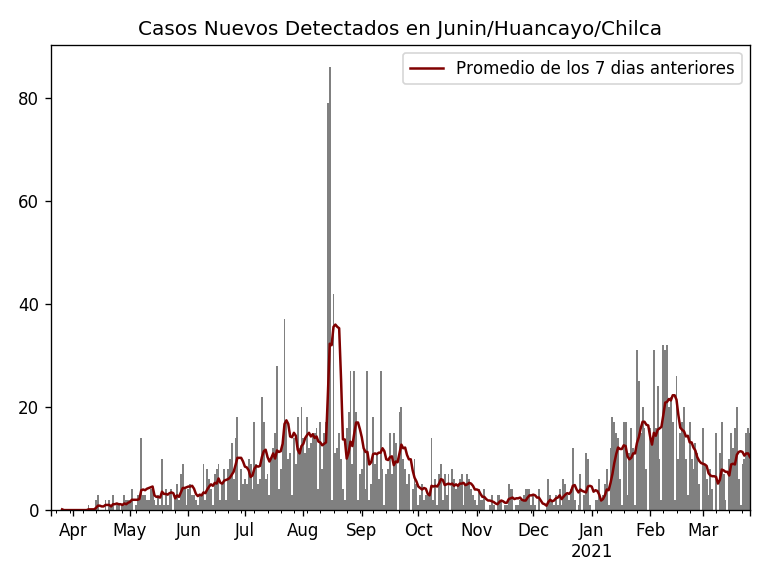 Casos Nuevos Detectados en Junin/Huancayo/Chilca
Promedio de los 7 dias anteriores
80
60
40
20
0
Apr May Jun Jul Aug Sep Oct Nov Dec Jan Feb Mar
2021